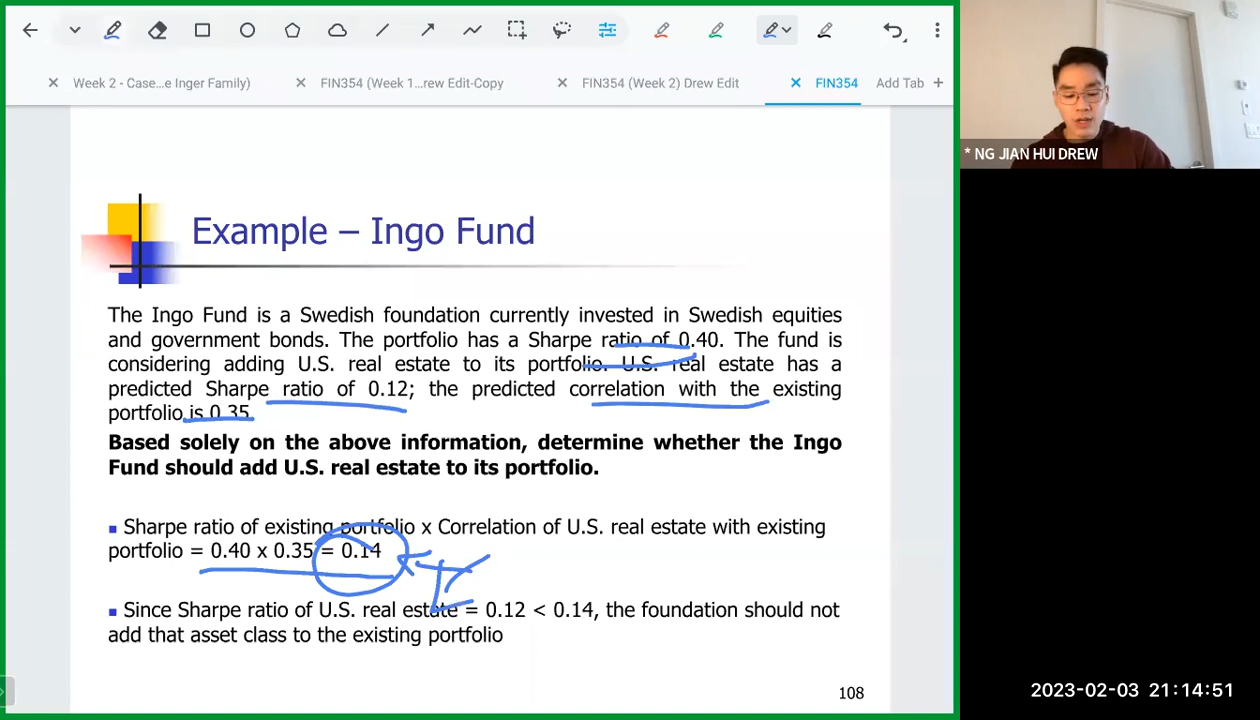 Week 2 - Case...e Inger Family)
FIN354 (Week 1...rew Edit-Copy
FIN354 (Week 2) Drew Edit
FIN354
Add Tab
* NG JIAN HUI DREW
Example – Ingo Fund
The Ingo Fund is a Swedish foundation currently invested in Swedish equities
and government bonds. The portfolio has a Sharpe ratio of 0.40. The fund is
considering adding U.S. real estate to its portfolio. U.S. real estate has a
predicted Sharpe ratio of 0.12; the predicted correlation with the existing
portfolio is 0.35
Based solely on the above information, determine whether the Ingo
Fund should add U.S. real estate to its portfolio.
Sharpe ratio of existing portfolio x Correlation of U.S. real estate with existing
portfolio = 0.40 x 0.35 = 0.14
Since Sharpe ratio of U.S. real estate = 0.12 < 0.14, the foundation should not
add that asset class to the existing portfolio
108
2023-02-03 21:14:51